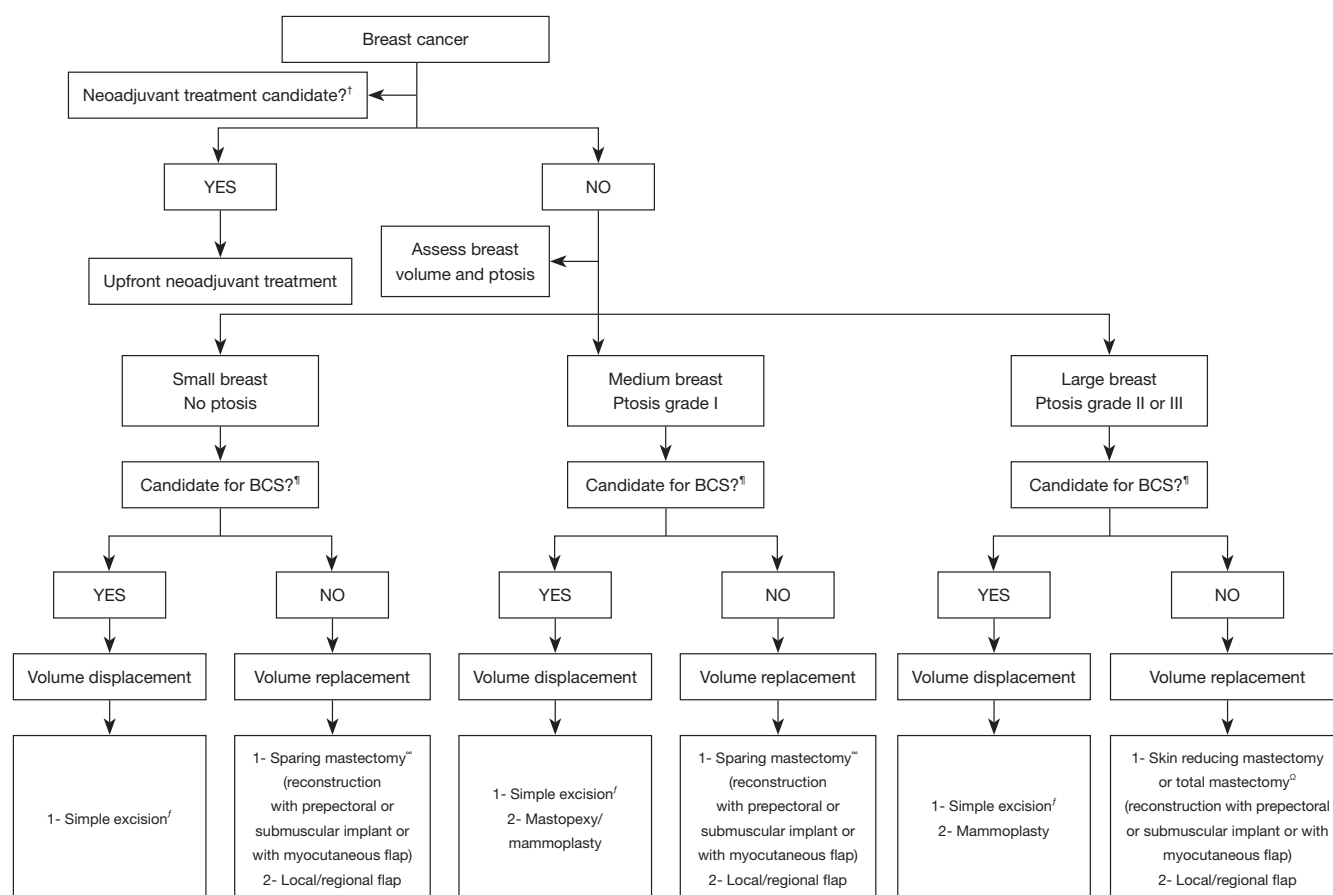 Breast cancer
Neoadjuvant treatment candidate?†
YES
NO
Upfront neoadjuvant treatment
Assess breast
volume and ptosis
Small breast
No ptosis
Medium breast
Ptosis grade I
Large breast
Ptosis grade II or III
Candidate for BCS?¶
Candidate for BCS?¶
Candidate for BCS?¶
YES
NO
YES
NO
YES
NO
Volume displacement
Volume replacement
Volume displacement
Volume replacement
Volume displacement
Volume replacement
1- Simple excisionᶠ
1- Sparing mastectomy∞
(reconstruction
with prepectoral or
submuscular implant or
with myocutaneous flap)
2- Local/regional flap
1- Simple excisionᶠ
2- Mastopexy/
mammoplasty
1- Sparing mastectomy∞
(reconstruction
with prepectoral or
submuscular implant or
with myocutaneous flap)
2- Local/regional flap
1- Simple excisionᶠ
2- Mammoplasty
1- Skin reducing mastectomy
or total mastectomyΩ
(reconstruction with prepectoral
or submuscular implant or with
myocutaneous flap)
2- Local/regional flap